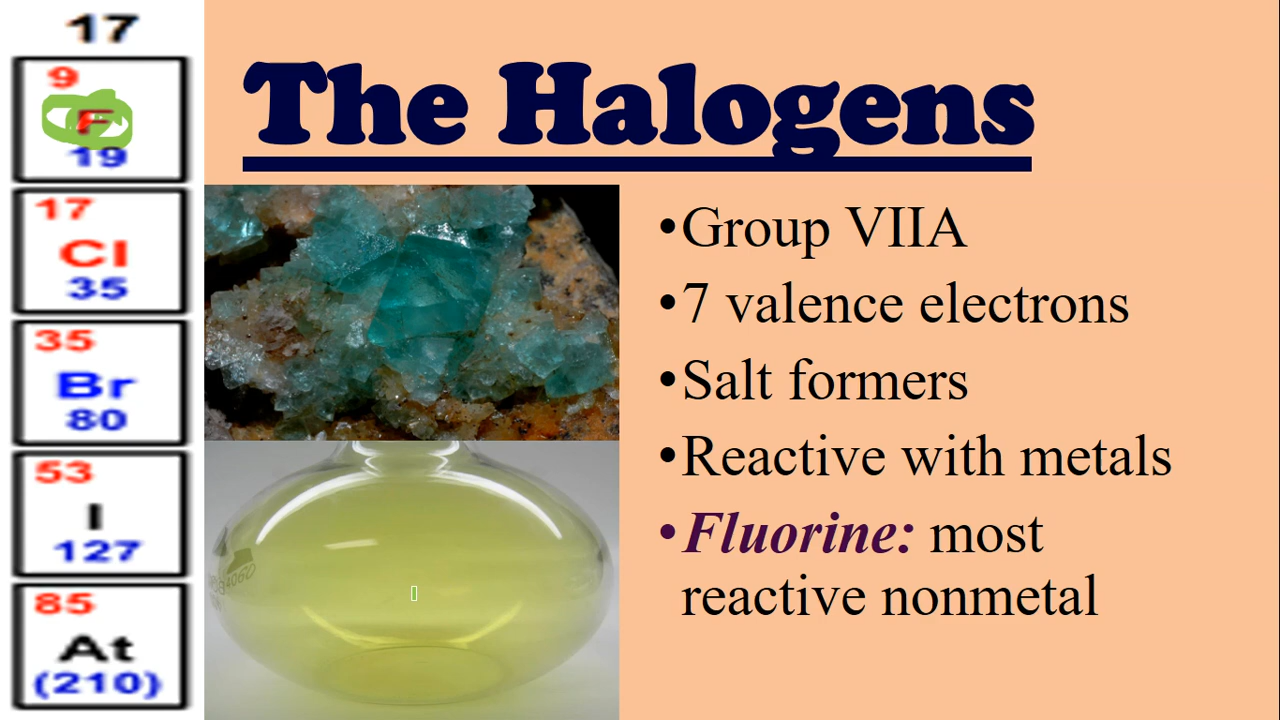 17
9
F
19
17
Cl
35
35
Br
80
53
I
127
85
At
(210)
The Halogens
•Group VIIA
•7 valence electrons
•Salt formers
•Reactive with metals
•Fluorine: most
reactive nonmetal